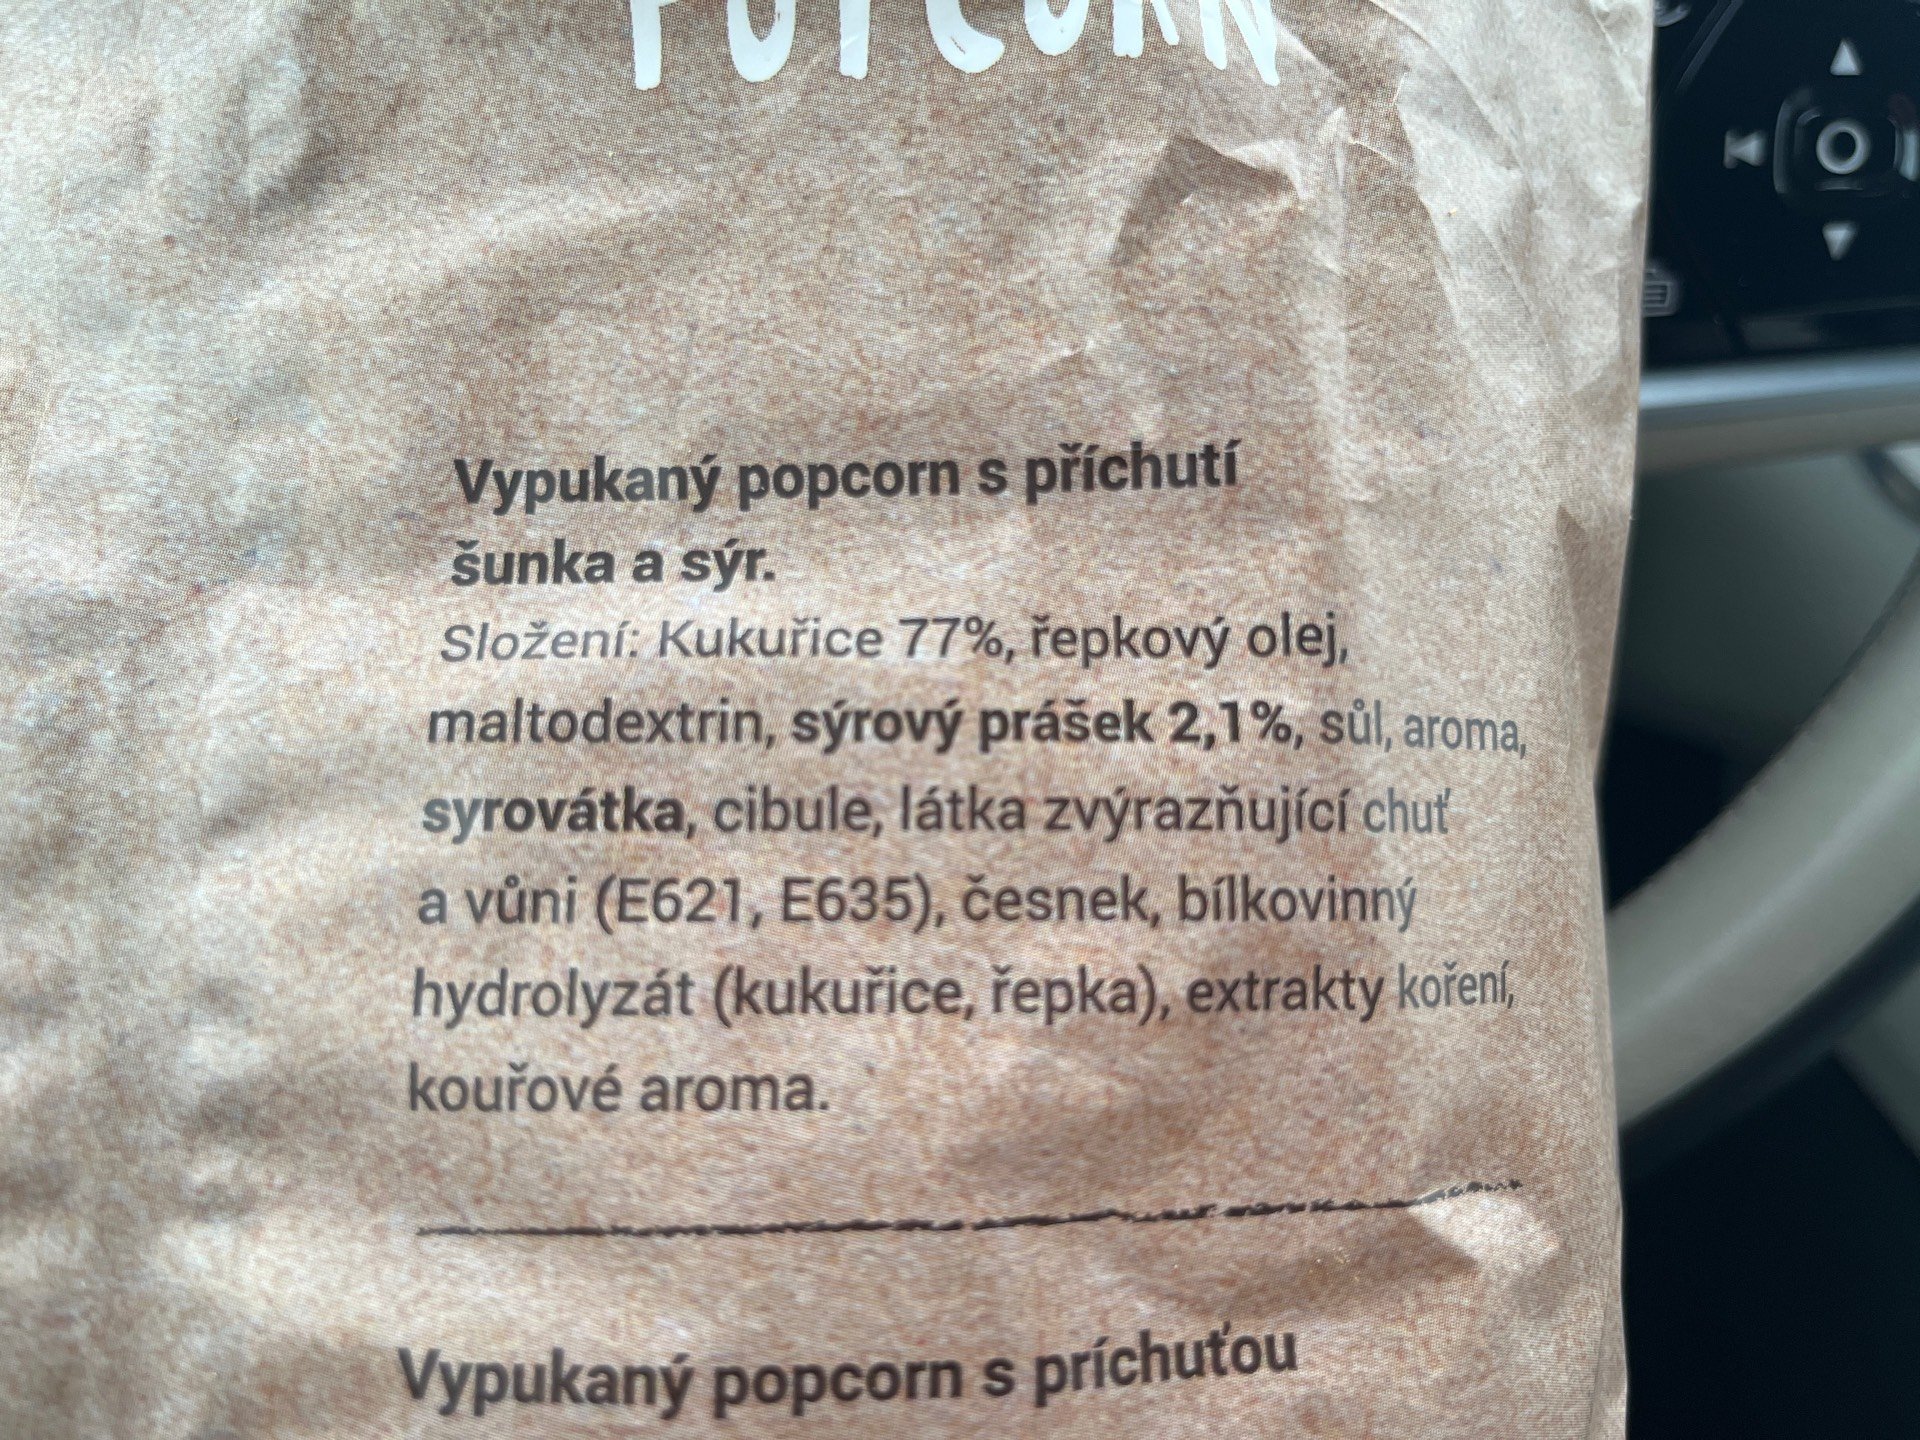 POPCORN
Vypukaný popcorn s příchutí
šunka a sýr.
Složení: Kukuřice 77%, řepkový olej,
maltodextrin, sýrový prášek 2,1%, sůl, aroma,
syrovátka, cibule, látka zvýrazňující chuť
a vůni (E621, E635), česnek, bílkovinný
hydrolyzát (kukuřice, řepka), extrakty koření,
kouřové aroma.
Vypukaný popcorn s príchuťou